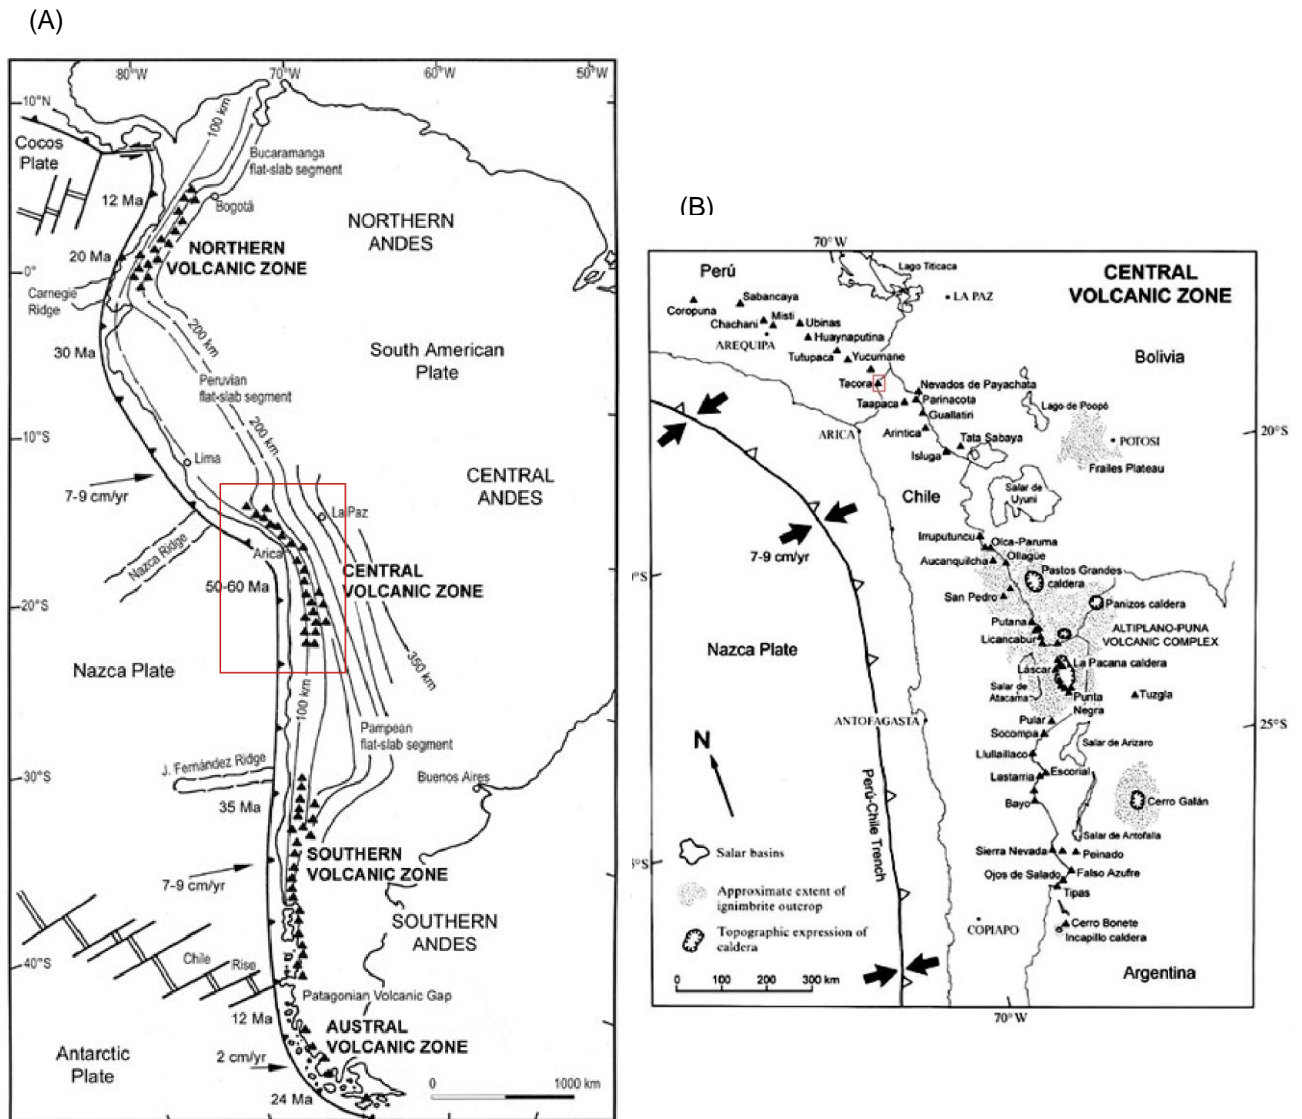 (A)
80°W
70°W
60°W
50°W
10°N
100 km
Cocos
Plate
Bucaramanga
flat-slab segment
12 Ma
Bogotá
NORTHERN
ANDES
NORTHERN
VOLCANIC ZONE
20 Ma
0°
Carnegie
Ridge
200 km
30 Ma
South American
Plate
Peruvian
flat-slab segment
200 km
10°S
Lima
CENTRAL
ANDES
7-9 cm/yr
La Paz
Nazca Ridge
Arica
CENTRAL
VOLCANIC ZONE
50-60 Ma
20°S
Nazca Plate
350 km
100 km
Pampean
flat-slab segment
J. Fernández Ridge
Buenos Aires
30°S
35 Ma
SOUTHERN
VOLCANIC ZONE
7-9 cm/yr
SOUTHERN
ANDES
Chile Rise
40°S
Patagonian Volcanic Gap
12 Ma
AUSTRAL
VOLCANIC ZONE
Antarctic
Plate
2 cm/yr
24 Ma
0
1000 km
(B)
70°W
Perú
Lago Titicaca
CENTRAL
VOLCANIC ZONE
LA PAZ
Sabancaya
Coropuna
Misti
Chachani
Ubinas
AREQUIPA
Huaynaputina
Tutupaca
Yucumane
Bolivia
Tacora
Nevados de Payachata
Taapaca
Parinacota
Lago de Poopó
Guallatiri
ARICA
Arintica
Tata Sabaya
20°S
POTOSI
Isluga
Frailes Plateau
Chile
Salar de
Uyuni
Irruputuncu
Olca-Paruma
7-9 cm/yr
Aucanquilcha
Ollagüe
Pastos Grandes
caldera
°S
San Pedro
Panizos caldera
Putana
ALTIPLANO-PUNA
VOLCANIC COMPLEX
Licancabur
Nazca Plate
La Pacana caldera
Láscar
Salar de
Atacama
Punta
Negra
Tuzgla
ANTOFAGASTA
Pular
25°S
Socompa
Salar de Arizaro
N
Llullaillaco
Lastarria
Escorial
Perú-Chile Trench
Bayo
Cerro Galán
Salar de Antofalla
Salar basins
Sierra Nevada
Peinado
°S
Ojos de Salado
Falso Azufre
Approximate extent of
ignimbrite outcrop
Tipas
Topographic expression of
caldera
COPIAPO
Cerro Bonete
Incapillo caldera
0
100
200
300 km
Argentina
70°W